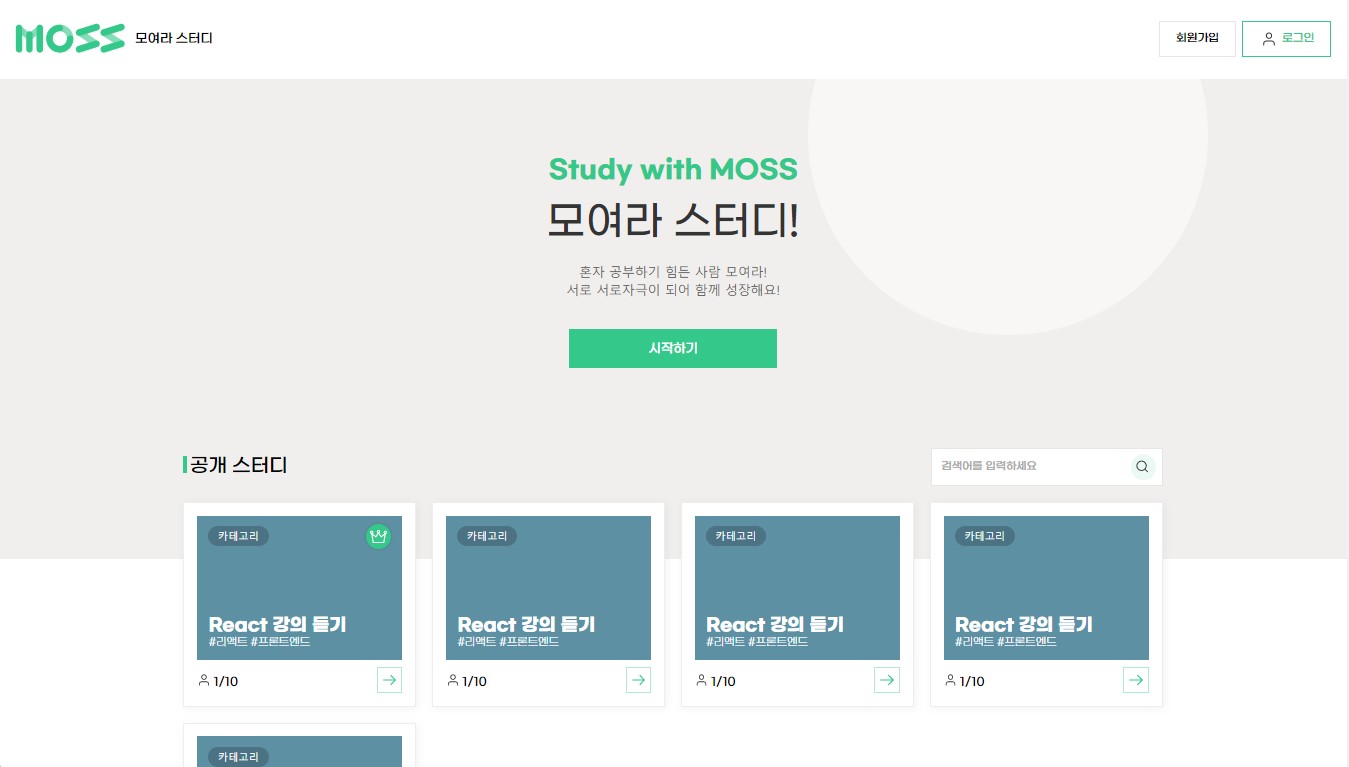 MOSS 모여라 스터디
회원가입
로그인
Study with MOSS
모여라 스터디!
혼자 공부하기 힘든 사람 모여라!
서로 서로자극이 되어 함께 성장해요!
시작하기
공개 스터디
검색어를 입력하세요
카테고리
React 강의 듣기
#리액트 #프론트엔드
1/10
카테고리
React 강의 듣기
#리액트 #프론트엔드
1/10
카테고리
React 강의 듣기
#리액트 #프론트엔드
1/10
카테고리
React 강의 듣기
#리액트 #프론트엔드
1/10
카테고리